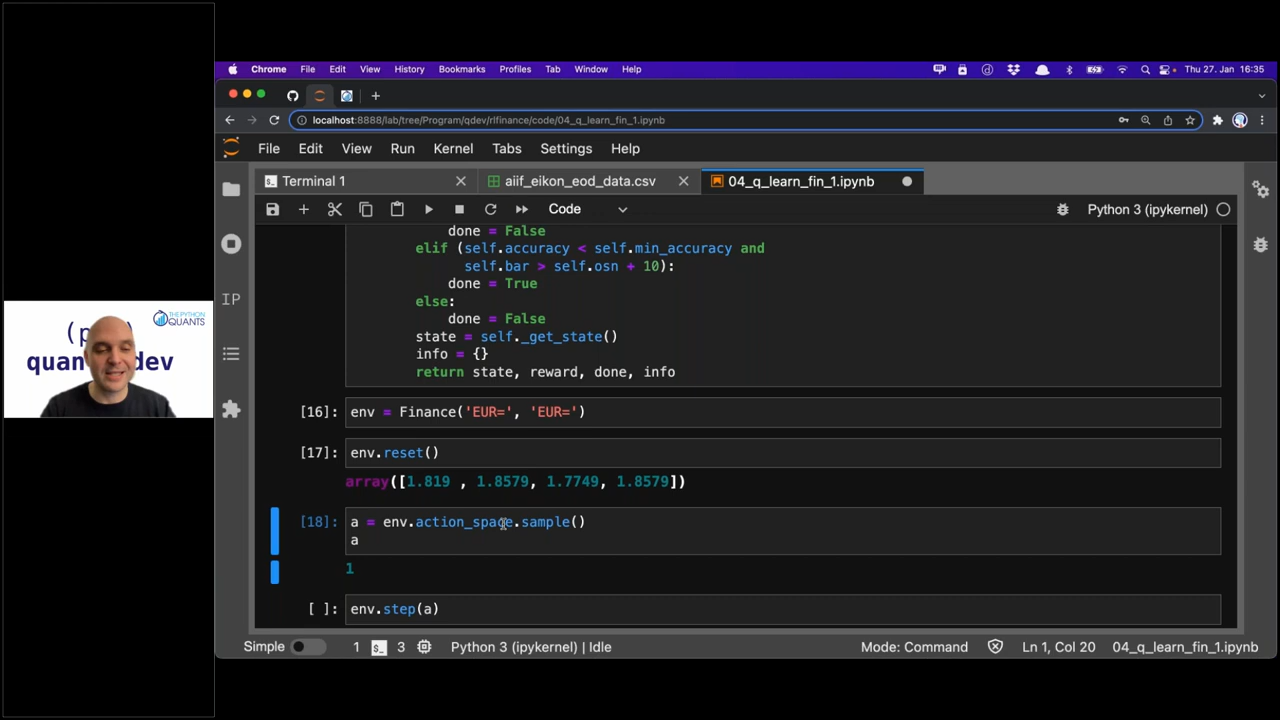 Chrome File Edit View History Bookmarks Profiles Tab Window Help Thu 27. Jan 16:35
localhost:8888/lab/tree/Program/qdev/rlfinance/code/04_q_learn_fin_1.ipynb
File Edit View Run Kernel Tabs Settings Help
Terminal 1 aiif_eikon_eod_data.csv 04_q_learn_fin_1.ipynb
Code Python 3 (ipykernel)
done = False
elif (self.accuracy < self.min_accuracy and
self.bar > self.osn + 10):
done = True
else:
done = False
state = self._get_state()
info = {}
return state, reward, done, info
[16]: env = Finance('EUR=', 'EUR=')
[17]: env.reset()
array([1.819 , 1.8579, 1.7749, 1.8579])
[18]: a = env.action_space.sample()
a
1
[ ]: env.step(a)
Simple 1 3 Python 3 (ipykernel) | Idle Mode: Command Ln 1, Col 20 04_q_learn_fin_1.ipynb
IP
THE PYTHON
QUANTS